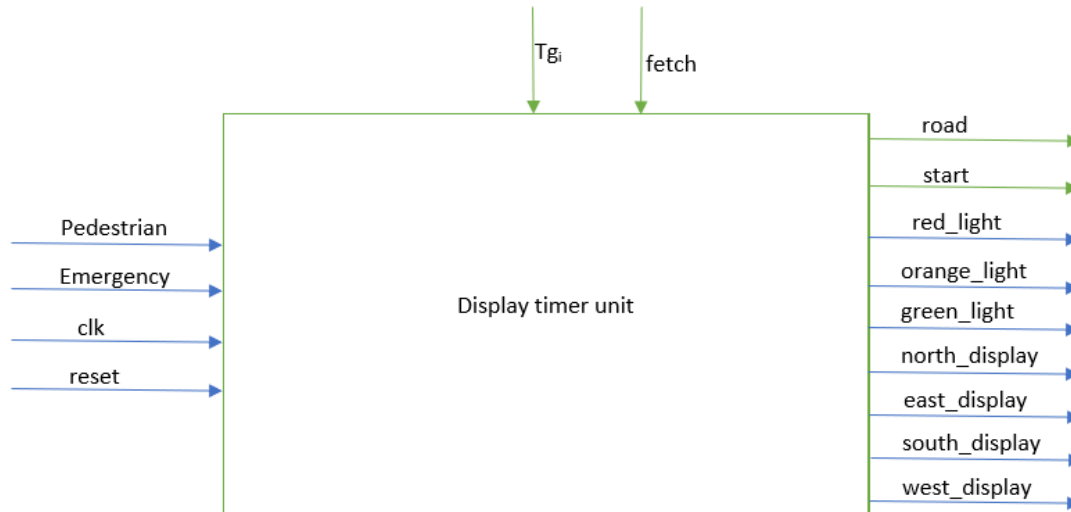 Tgᵢ
fetch
road
start
red_light
orange_light
green_light
north_display
east_display
south_display
west_display
Pedestrian
Emergency
clk
reset
Display timer unit